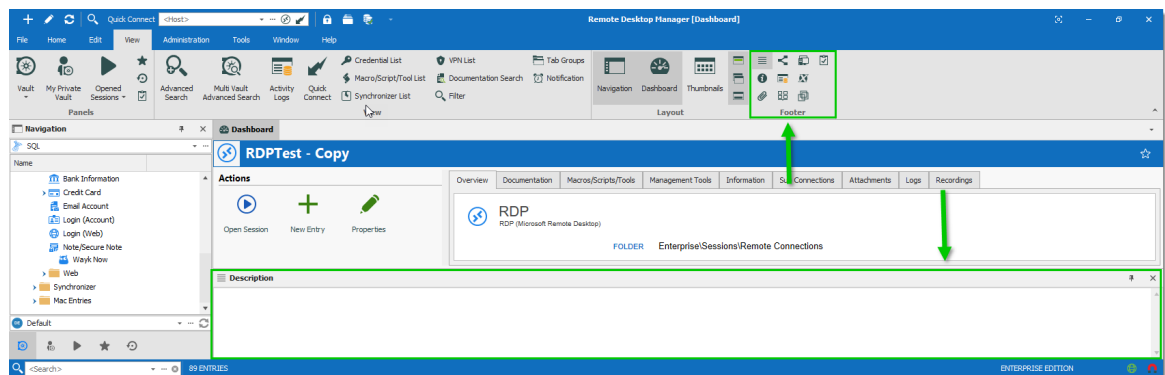 Quick Connect <Host>
Remote Desktop Manager [Dashboard]
File Home Edit View Administration Tools Window Help
Credential List VPN List Tab Groups
Macro/Script/Tool List Documentation Search Notification
Synchronizer List Filter
Vault My Private Vault Opened Sessions Advanced Search Multi Vault Advanced Search Activity Logs Quick Connect Navigation Dashboard Thumbnails
Panels Layout Footer
Navigation Dashboard
SQL
RDPTest - Copy
Name
Bank Information
Credit Card
Email Account
Login (Account)
Login (Web)
Note/Secure Note
Wayk Now
Web
Synchronizer
Mac Entries
Default
Actions
Open Session New Entry Properties
Overview Documentation Macros/Scripts/Tools Management Tools Information Connections Attachments Logs Recordings
RDP
RDP (Microsoft Remote Desktop)
FOLDER Enterprise\Sessions\Remote Connections
Description
<Search> 89 ENTRIES ENTERPRISE EDITION